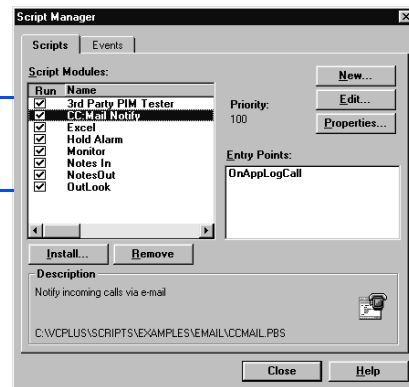 Script Manager
Scripts Events
Script Modules:
Run Name
3rd Party PIM Tester
CC:Mail Notify
Excel
Hold Alarm
Monitor
Notes In
NotesOut
OutLook
Install... Remove
Priority:
100
New...
Edit...
Properties...
Entry Points:
OnAppLogCall
Description
Notify incoming calls via e-mail
C:\VCPLUS\SCRIPTS\EXAMPLES\EMAIL\CCMAIL.PBS
Close Help